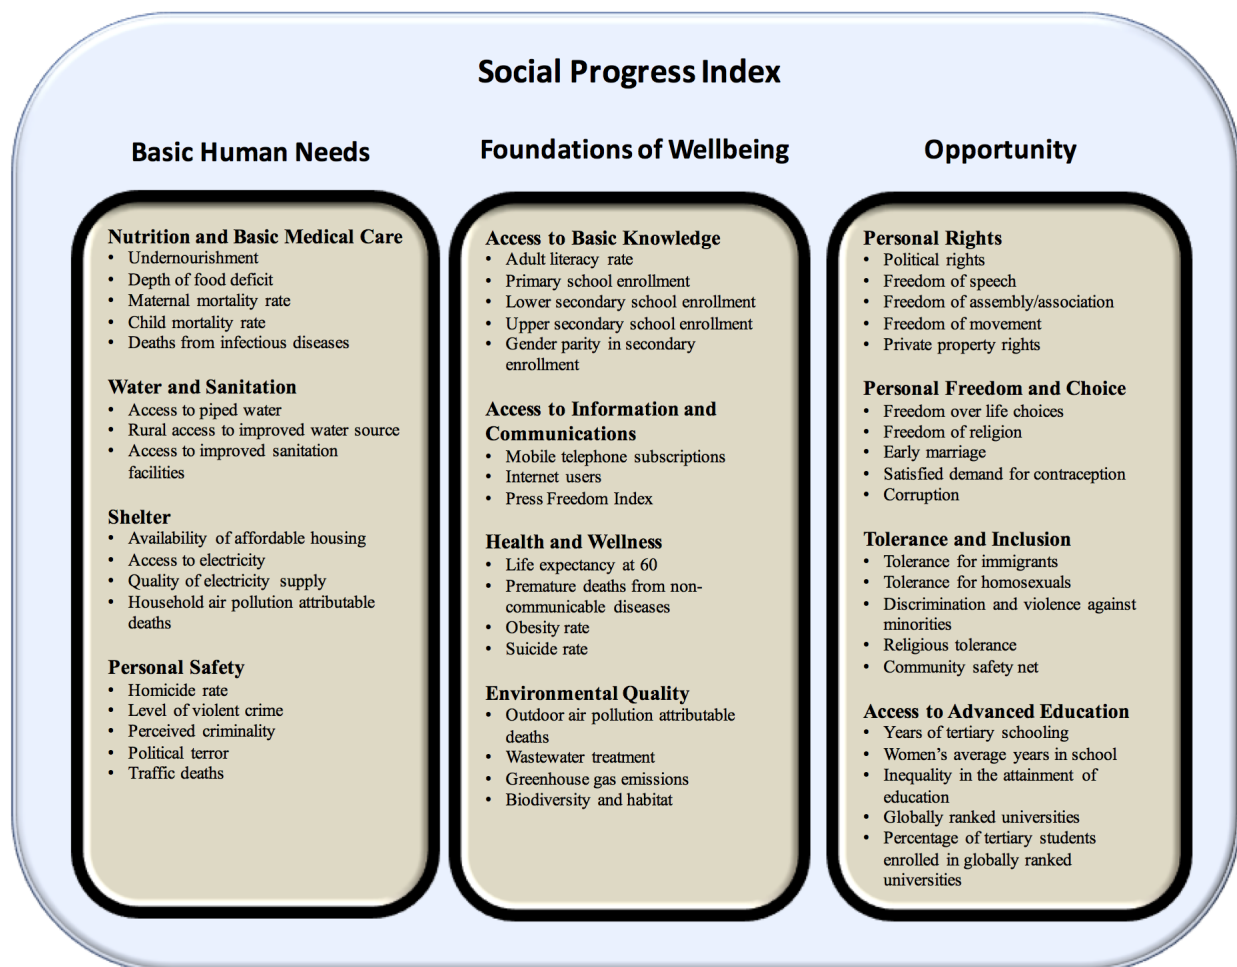 Social Progress Index
Basic Human Needs
Nutrition and Basic Medical Care
• Undernourishment
• Depth of food deficit
• Maternal mortality rate
• Child mortality rate
• Deaths from infectious diseases
Water and Sanitation
• Access to piped water
• Rural access to improved water source
• Access to improved sanitation
facilities
Shelter
• Availability of affordable housing
• Access to electricity
• Quality of electricity supply
• Household air pollution attributable
deaths
Personal Safety
• Homicide rate
• Level of violent crime
• Perceived criminality
• Political terror
• Traffic deaths
Foundations of Wellbeing
Access to Basic Knowledge
• Adult literacy rate
• Primary school enrollment
• Lower secondary school enrollment
• Upper secondary school enrollment
• Gender parity in secondary
enrollment
Access to Information and
Communications
• Mobile telephone subscriptions
• Internet users
• Press Freedom Index
Health and Wellness
• Life expectancy at 60
• Premature deaths from non-
communicable diseases
• Obesity rate
• Suicide rate
Environmental Quality
• Outdoor air pollution attributable
deaths
• Wastewater treatment
• Greenhouse gas emissions
• Biodiversity and habitat
Opportunity
Personal Rights
• Political rights
• Freedom of speech
• Freedom of assembly/association
• Freedom of movement
• Private property rights
Personal Freedom and Choice
• Freedom over life choices
• Freedom of religion
• Early marriage
• Satisfied demand for contraception
• Corruption
Tolerance and Inclusion
• Tolerance for immigrants
• Tolerance for homosexuals
• Discrimination and violence against
minorities
• Religious tolerance
• Community safety net
Access to Advanced Education
• Years of tertiary schooling
• Women’s average years in school
• Inequality in the attainment of
education
• Globally ranked universities
• Percentage of tertiary students
enrolled in globally ranked
universities